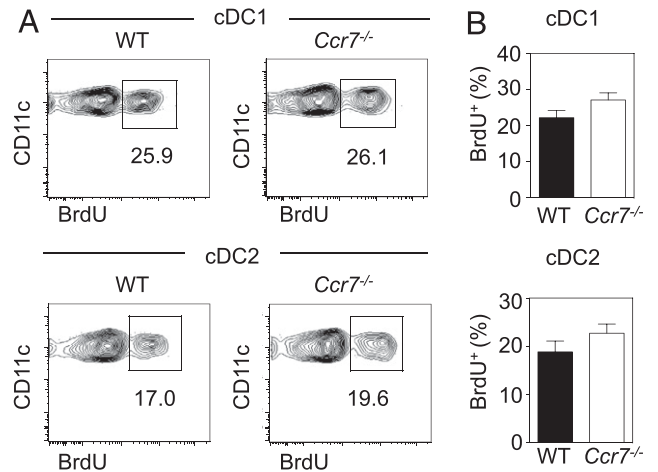 A
cDC1
WT
Ccr7-/-
CD11c
25.9
BrdU
CD11c
26.1
BrdU
cDC2
WT
Ccr7-/-
CD11c
17.0
BrdU
CD11c
19.6
BrdU
B
cDC1
BrdU+ (%)
40
30
20
10
0
WT
Ccr7-/-
cDC2
BrdU+ (%)
30
20
10
0
WT
Ccr7-/-